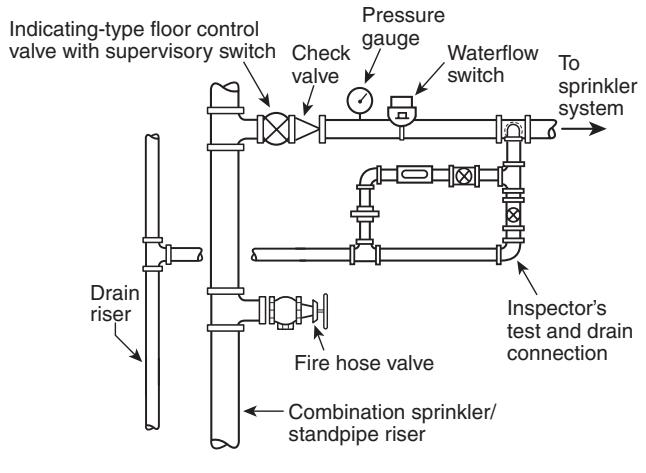 Indicating-type floor control
valve with supervisory switch
Check
valve
Pressure
gauge
Waterflow
switch
To
sprinkler
system
Drain
riser
Inspector’s
test and drain
connection
Fire hose valve
Combination sprinkler/
standpipe riser